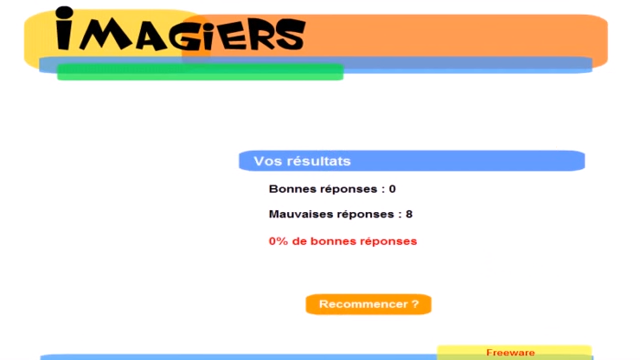 iMAGiERS
Vos résultats
Bonnes réponses : 0
Mauvaises réponses : 8
0% de bonnes réponses
Recommencer ?
Freeware